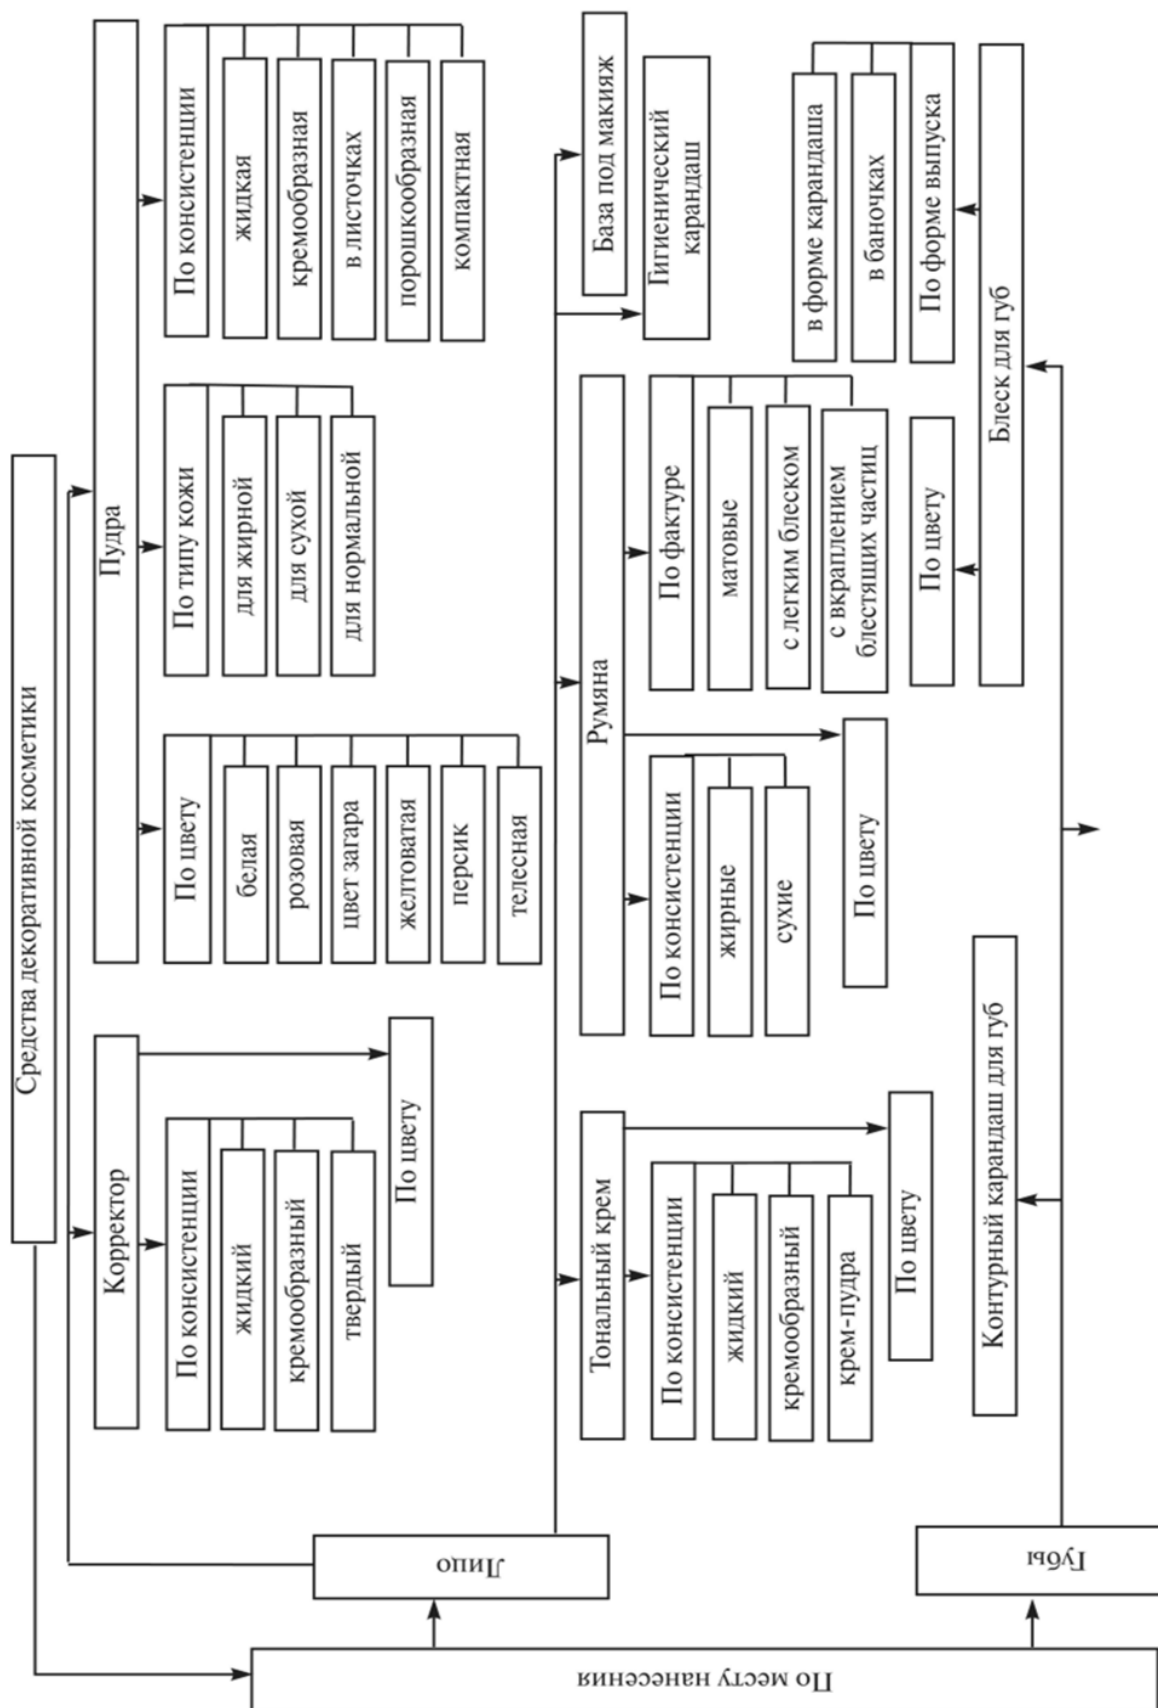 Средства декоративной косметики
По месту нанесения
Лицо
Корректор
По консистенции
жидкий
кремообразный
твердый
По цвету
Пудра
По цвету
белая
розовая
цвет загара
желтоватая
персик
телесная
По типу кожи
для жирной
для сухой
для нормальной
По консистенции
жидкая
кремообразная
в листочках
порошкообразная
компактная
Тональный крем
По консистенции
жидкий
кремообразный
крем-пудра
По цвету
Румяна
По консистенции
жирные
сухие
По цвету
По фактуре
матовые
с легким блеском
с вкраплением
блестящих частиц
База под макияж
Гигиенический
карандаш
Губы
Контурный карандаш для губ
Блеск для губ
По цвету
По форме выпуска
в баночках
в форме карандаша